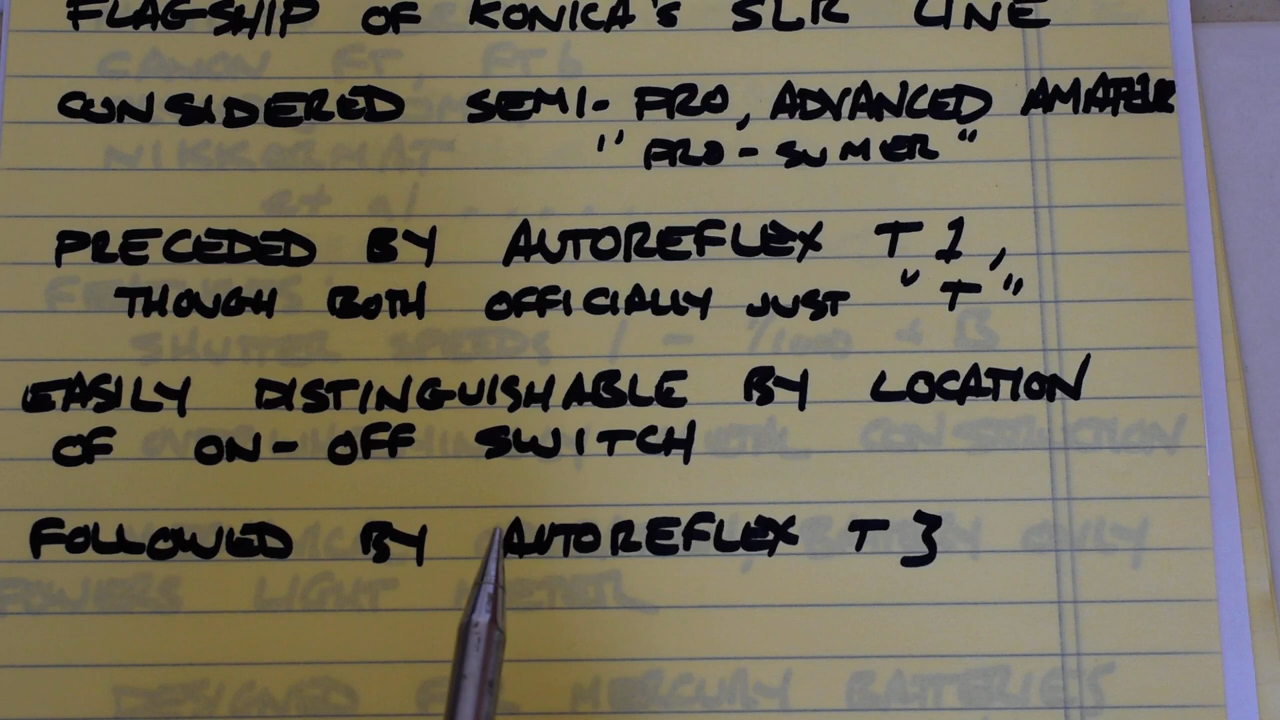 FLAGSHIP OF KONICA'S SLR LINE
CONSIDERED SEMI-PRO, ADVANCED AMATEUR
"PRO-SUMER"
PRECEDED BY AUTOREFLEX T1,
THOUGH BOTH OFFICIALLY JUST "T"
EASILY DISTINGUISHABLE BY LOCATION
OF ON-OFF SWITCH
FOLLOWED BY AUTOREFLEX T3